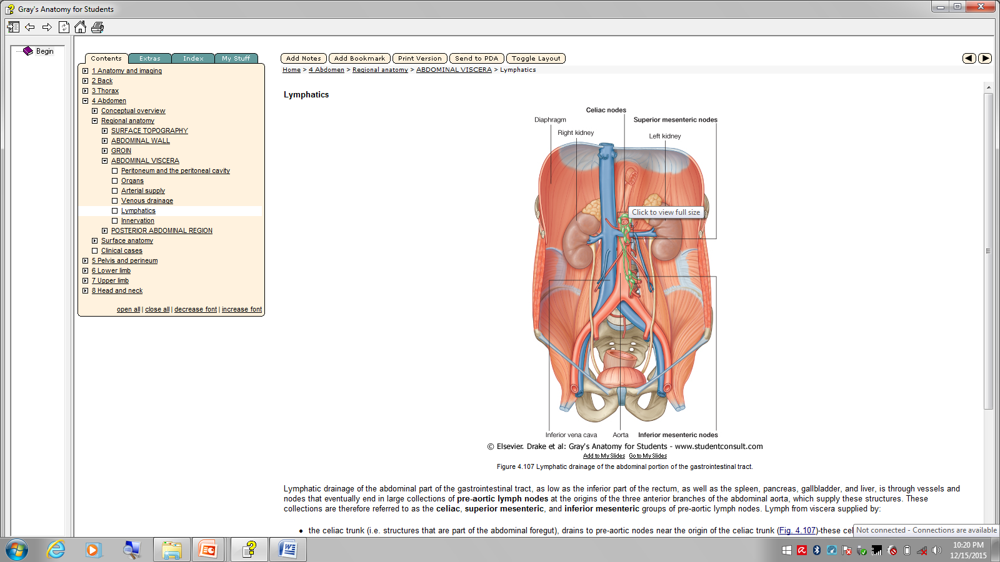 Gray's Anatomy for Students
Begin
Contents Extras Index My Stuff
1 Anatomy and imaging
2 Back
3 Thorax
4 Abdomen
Conceptual overview
Regional anatomy
SURFACE TOPOGRAPHY
ABDOMINAL WALL
GROIN
ABDOMINAL VISCERA
Peritoneum and the peritoneal cavity
Organs
Arterial supply
Venous drainage
Lymphatics
Innervation
POSTERIOR ABDOMINAL REGION
Surface anatomy
Clinical cases
5 Pelvis and perineum
6 Lower limb
7 Upper limb
8 Head and neck
open all | close all | decrease font | increase font
Add Notes Add Bookmark Print Version Send to PDA Toggle Layout
Home > 4 Abdomen > Regional anatomy > ABDOMINAL VISCERA > Lymphatics
Lymphatics
Celiac nodes
Diaphragm
Superior mesenteric nodes
Right kidney
Left kidney
Click to view full size
Inferior vena cava
Aorta
Inferior mesenteric nodes
© Elsevier. Drake et al: Gray's Anatomy for Students - www.studentconsult.com
Add to My Slides Go to My Slides
Figure 4.107 Lymphatic drainage of the abdominal portion of the gastrointestinal tract.
Lymphatic drainage of the abdominal part of the gastrointestinal tract, as low as the inferior part of the rectum, as well as the spleen, pancreas, gallbladder, and liver, is through vessels and
nodes that eventually end in large collections of pre-aortic lymph nodes at the origins of the three anterior branches of the abdominal aorta, which supply these structures. These
collections are therefore referred to as the celiac, superior mesenteric, and inferior mesenteric groups of pre-aortic lymph nodes. Lymph from viscera supplied by:
• the celiac trunk (i.e. structures that are part of the abdominal foregut), drains to pre-aortic nodes near the origin of the celiac trunk (Fig. 4.107)-these cel
Not connected - Connections are available
10:20 PM
12/15/2015